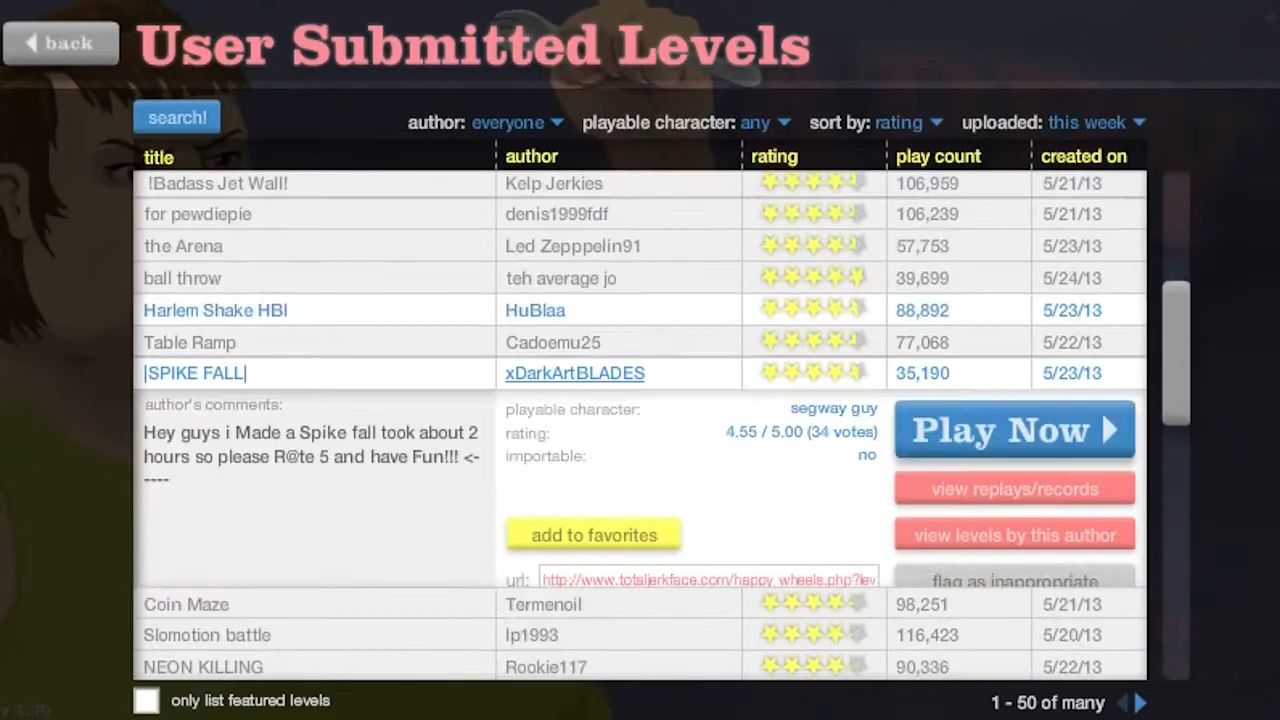 back
User Submitted Levels
search!
author: everyone playable character: any sort by: rating uploaded: this week
title author rating play count created on
!Badass Jet Wall! Kelp Jerkies 106,959 5/21/13
for pewdiepie denis1999fdf 106,239 5/21/13
the Arena Led Zepppelin91 57,753 5/23/13
ball throw teh average jo 39,699 5/24/13
Harlem Shake HBl HuBlaa 88,892 5/23/13
Table Ramp Cadoemu25 77,068 5/22/13
|SPIKE FALL| xDarkArtBLADES 35,190 5/23/13
author's comments:
Hey guys i Made a Spike fall took about 2
hours so please R@te 5 and have Fun!!! <-
----
playable character: segway guy
rating: 4.55 / 5.00 (34 votes)
importable: no
add to favorites
url: http://www.totaljerkface.com/happy_wheels.php?lev
Play Now
view replays/records
view levels by this author
flag as inappropriate
Coin Maze Termenoil 98,251 5/21/13
Slomotion battle lp1993 116,423 5/20/13
NEON KILLING Rookie117 90,336 5/22/13
only list featured levels
1 - 50 of many
v 1.70